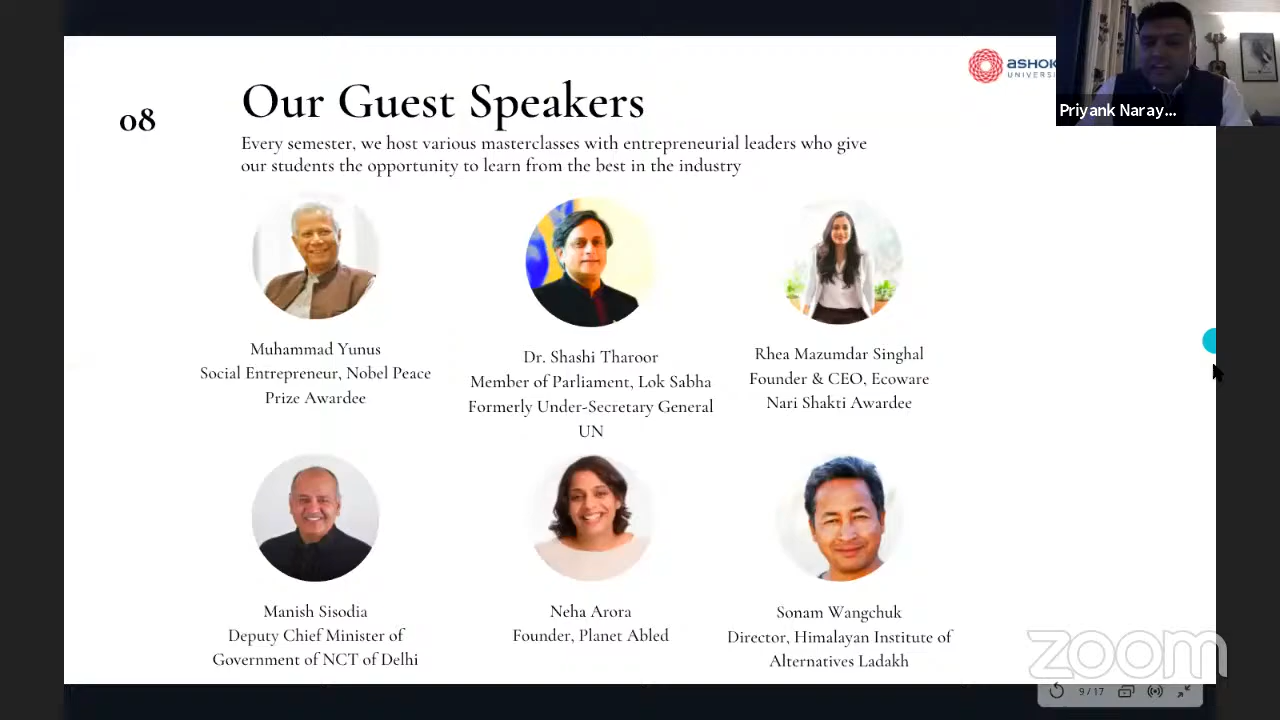 08
Our Guest Speakers
Every semester, we host various masterclasses with entrepreneurial leaders who give
our students the opportunity to learn from the best in the industry
ASHOK
UNIVERSI
Priyank Naray...
Muhammad Yunus
Social Entrepreneur, Nobel Peace
Prize Awardee
Dr. Shashi Tharoor
Member of Parliament, Lok Sabha
Formerly Under-Secretary General
UN
Rhea Mazumdar Singhal
Founder & CEO, Ecoware
Nari Shakti Awardee
Manish Sisodia
Deputy Chief Minister of
Government of NCT of Delhi
Neha Arora
Founder, Planet Abled
Sonam Wangchuk
Director, Himalayan Institute of
Alternatives Ladakh
zoom
9/17